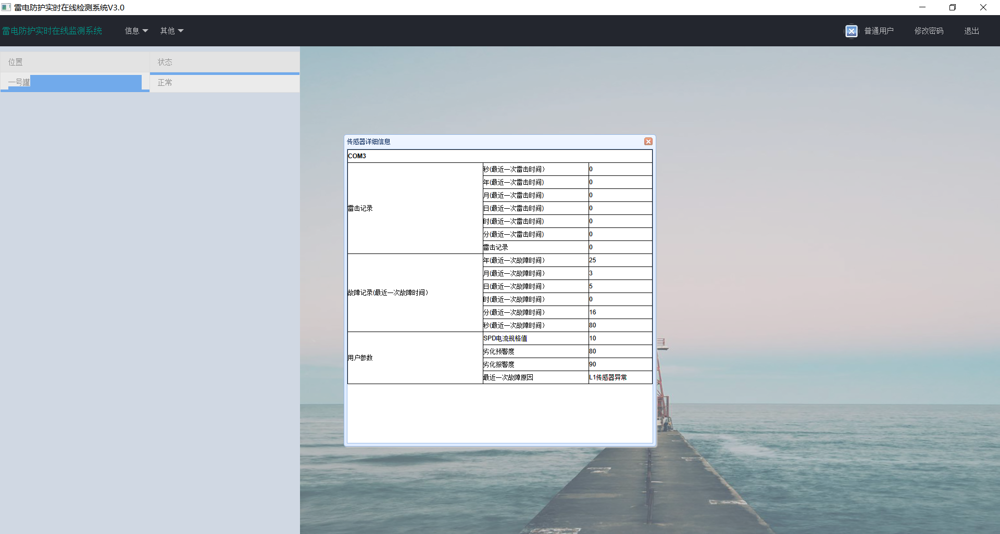 雷电防护实时在线检测系统V3.0
雷电防护实时在线监测系统 信息 其他 普通用户 修改密码 退出
位置 状态
一号罐 正常
传感器详细信息
COM3
雷击记录
秒(最近一次雷击时间） 0
年(最近一次雷击时间) 0
月(最近一次雷击时间) 0
日(最近一次雷击时间) 0
时(最近一次雷击时间) 0
分(最近一次雷击时间) 0
雷击记录 0
故障记录(最近一次故障时间）
年(最近一次故障时间） 25
月(最近一次故障时间） 3
日(最近一次故障时间） 5
时(最近一次故障时间） 0
分(最近一次故障时间） 16
秒(最近一次故障时间） 80
用户参数
SPD电流规格值 10
劣化预警度 80
劣化报警度 90
最近一次故障原因 L1传感器异常